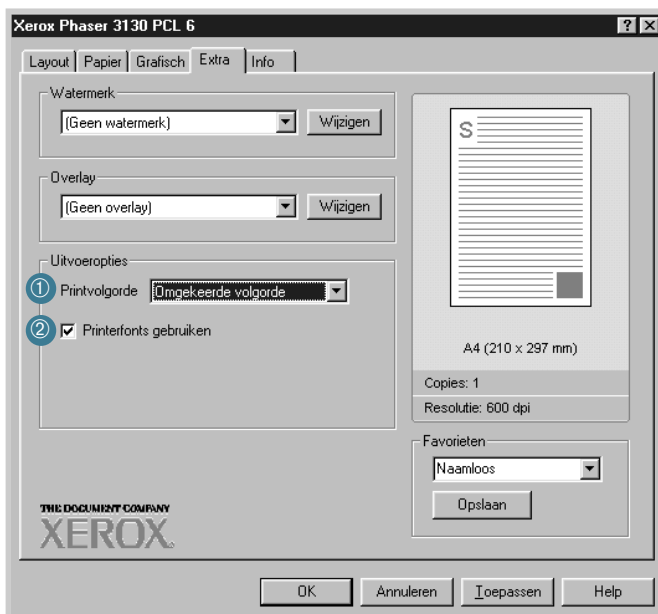 Xerox Phaser 3130 PCL 6
Layout Papier Grafisch Extra Info
Watermerk
(Geen watermerk) Wijzigen
Overlay
(Geen overlay) Wijzigen
Uitvoeropties
1 Printvolgorde Omgekeerde volgorde
2 Printerfonts gebruiken
S
A4 (210 x 297 mm)
Copies: 1
Resolutie: 600 dpi
Favorieten
Naamloos
Opslaan
THE DOCUMENT COMPANY
XEROX
OK Annuleren Toepassen Help